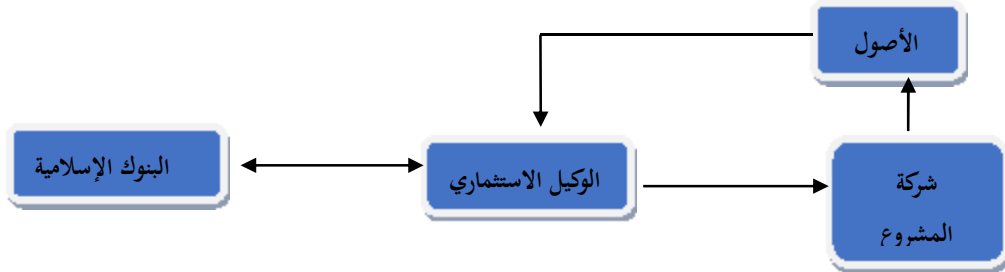 الأصول
البنوك الإسلامية
الوكيل الاستثماري
شركة
المشروع